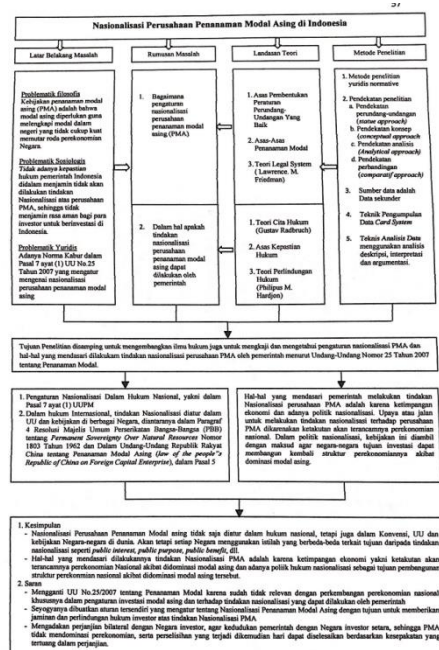 37
Nasionalisasi Perusahaan Penanaman Modal Asing di Indonesia
Latar Belakang Masalah
Rumusan Masalah
Landasan Teori
Metode Penelitian
Problematik filosofis
Kebijakan penanaman modal
asing (PMA) adalah bahwa
modal asing diperlukan guna
melengkapi modal dalam
negeri yang tidak cukup kuat
memutar roda perekonomian
Negara.
Problematik Sosiologis
Tidak adanya kepastian
hukum pemerintah Indonesia
didalam menjamin tidak akan
dilakukan tindakan
Nasionalisasi atas perusahaan
PMA, sehingga tidak
menjamin rasa aman bagi para
investor untuk berinvestasi di
Indonesia.
Problematik Yuridis
Adanya Norma Kabur dalam
Pasal 7 ayat (1) UU No.25
Tahun 2007 yang mengatur
mengenai nasionalisasi
perusahaan penanaman modal
asing
1. Bagaimana
pengaturan
nasionalisasi
perusahaan
penanaman modal
asing (PMA)?
2. Dalam hal apakah
tindakan
nasionalisasi
perusahaan
penanaman modal
asing dapat
dilakukan oleh
pemerintah
1. Asas Pembentukan
Peraturan
Perundang-Undangan
Yang Baik
2. Asas-Asas
Penanaman Modal
3. Teori Legal System
( Lawrence. M.
Friedman)
1. Teori Cita Hukum
(Gustav Radbruch)
2. Asas Kepastian
Hukum
3. Teori Perlindungan
Hukum
(Philipus M.
Hardjon)
1. Metode penelitian
yuridis normative
2. Pendekatan penelitian
a. Pendekatan
perundang-undangan
(statue approach)
b. Pendekatan konsep
(conceptual approach)
c. Pendekatan analisis
(Analytical approach)
d. Pendekatan
perbandingan
(comparatif approach)
3. Sumber data adalah
Data sekunder
4. Teknik Pengumpulan
Data Card System
5. Teknis Analisis Data
menggunakan analisis
deskripsi, interpretasi
dan argumentasi.
Tujuan Penelitian disamping untuk mengembangkan ilmu hukum juga untuk mengkaji dan mengetahui pengaturan nasionalisasi PMA dan
hal-hal yang mendasari dilakukam tindakan nasionalisasi perusahaan PMA oleh pemerintah menurut Undang-Undang Nomor 25 Tahun 2007
tentang Penanaman Modal.
1. Pengaturan Nasionalisasi Dalam Hukum Nasional, yakni dalam
Pasal 7 ayat (1) UUPM
2. Dalam hukum Internasional, tindakan Nasionalisasi diatur dalam
UU dan kebijakan di berbagai Negara, diantaranya dalam Paragraf
4 Resolusi Majelis Umum Perserikatan Bangsa-Bangsa (PBB)
tentang Permanent Sovereignty Over Natural Resources Nomor
1803 Tahun 1962 dan Dalam Undang-Undang Republik Rakyat
China tentang Penanaman Modal Asing (law of the people"s
Republic of China on Foreign Capital Enterprise), dalam Pasal 5
Hal-hal yang mendasari pemerintah melakukan tindakan
Nasionalisasi perusahaan PMA adalah karena ketimpangan
ekonomi dan adanya politik nasionalisasi. Upaya atau jalan
untuk melakukan tindakan nasionalisasi terhadap perusahaan
PMA dikarenakan ketakutan akan terancamnya perekonomian
nasional. Dalam politik nasionalisasi, kebijakan ini diambil
dengan maksud agar negara-negara tujuan investasi dapat
membangun kembali struktur perekonomiannya akibat
dominasi modal asing.
1. Kesimpulan
- Nasionalisasi Perusahaan Penanaman Modal Asing tidak saja diatur dalam hukum nasional, tetapi juga dalam Konvensi, UU dan
kebijakan Negara-Negara di dunia. Akan tetapi setiap Negara menggunakan istilah yang berbeda-beda terkait tujuan daripada tindakan
nasionalisasi seperti public interest, public purpose, public benefit, dll.
- Hal-hal yang mendasari dilakukannya tindakan Nasionalisasi PMA adalah karena ketimpangan ekonomi yakni ketakutan akan
terancamnya perekonomian Nasional akibat didominasi modal asing dan adanya poliik hukum nasionalisasi sebagai tujuan pembangunan
struktur perekonmian nasionl akibat didominasi modal asing tersebut.
2. Saran
- Mengganti UU No.25/2007 tentang Penanaman Modal karena sudah tidak relevan dengan perkembangan perekonomian nasional
khususnya dalam pengaturan investasi modal asing dan terhadap tindakan nasionalisasi yang dapat dilakukan oleh pemerintah
- Seyogyanya dibuatkan aturan tersendiri yang mengatur tentang Nasionalisasi PMA dengan tujuan untuk memberikan
jaminan dan perlindungan hukum investor atas tindakan Nasionalisasi PMA
- Mengadakan perjanjian bilateral dengan Negara investor, agar kedudukan pemerintah dengan Negara investor setara, sehingga PMA
tidak mendominasi perekonomian, serta perselisihan yang terjadi dikemudian hari dapat diselesaikan berdasarkan kesepakatan yang
tertuang dalam perjanjian.